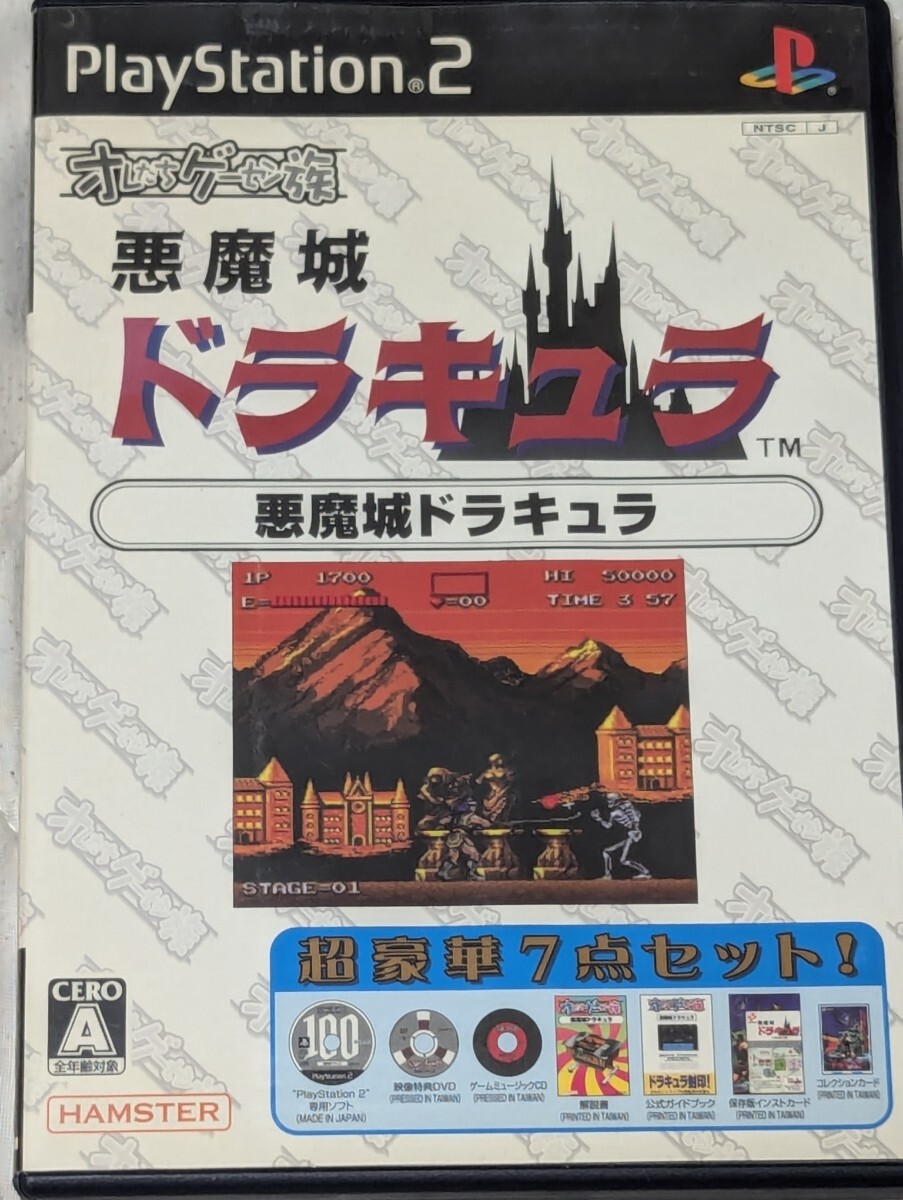 PlayStation®2
NTSC J
オレたちゲーセン族
悪魔城
ドラキュラ™
悪魔城ドラキュラ
1P 1700
HI 50000
E=
♥=00
TIME 3 57
STAGE-01
超豪華7点セット!
"PlayStation 2"
専用ソフト
(MADE IN JAPAN)
映像特典DVD
(PRESSED IN TAIWAN)
ゲームミュージックCD
(PRESSED IN TAIWAN)
解説書
(PRINTED IN TAIWAN)
ドラキュラ封印!
公式ガイドブック
(PRINTED IN TAIWAN)
保存版インストカード
(PRINTED IN TAIWAN)
コレクションカード
(PRINTED IN TAIWAN)
CERO
A
全年齢対象
HAMSTER